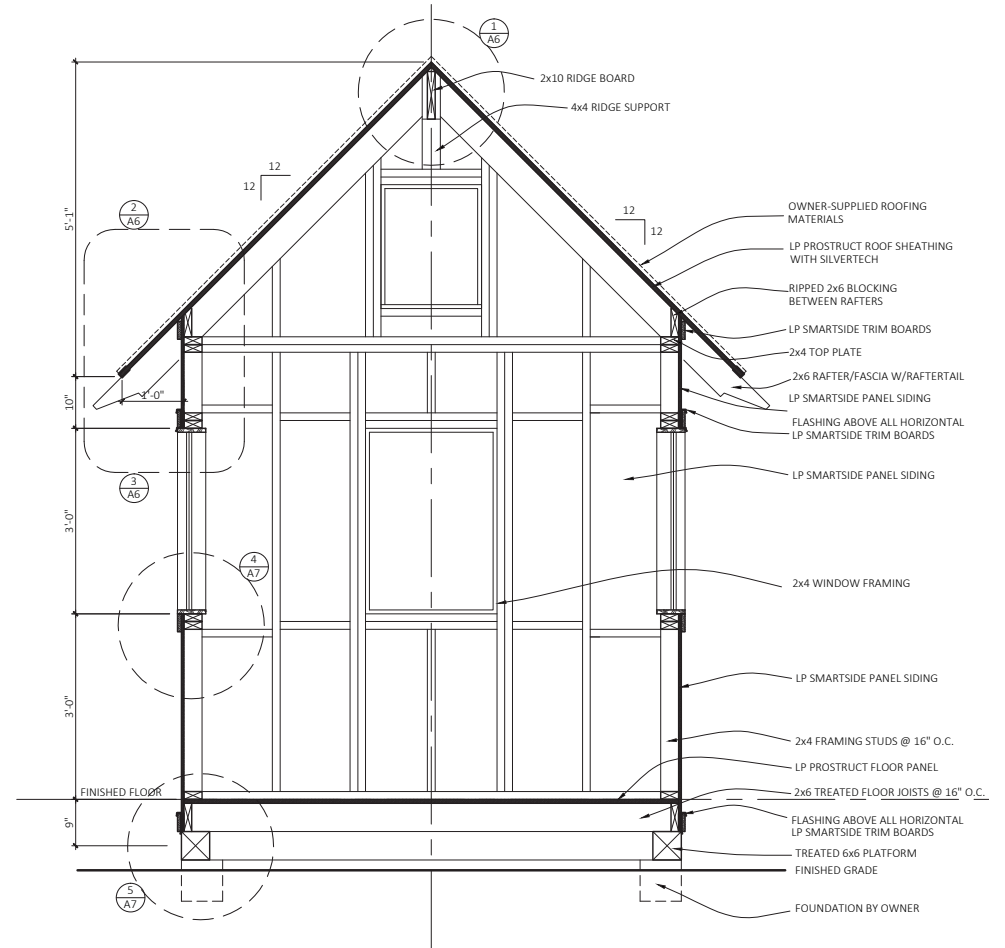 1
A6
2x10 RIDGE BOARD
4x4 RIDGE SUPPORT
12
12
5'-1"
2
A6
12
12
OWNER-SUPPLIED ROOFING
MATERIALS
LP PROSTRUCT ROOF SHEATHING
WITH SILVERTECH
RIPPED 2x6 BLOCKING
BETWEEN RAFTERS
LP SMARTSIDE TRIM BOARDS
2x4 TOP PLATE
2x6 RAFTER/FASCIA W/RAFTERTAIL
1'-0"
LP SMARTSIDE PANEL SIDING
10"
FLASHING ABOVE ALL HORIZONTAL
LP SMARTSIDE TRIM BOARDS
LP SMARTSIDE PANEL SIDING
3
A6
3'-0"
4
A7
2x4 WINDOW FRAMING
LP SMARTSIDE PANEL SIDING
3'-0"
2x4 FRAMING STUDS @ 16" O.C.
LP PROSTRUCT FLOOR PANEL
FINISHED FLOOR
2x6 TREATED FLOOR JOISTS @ 16" O.C.
9"
FLASHING ABOVE ALL HORIZONTAL
LP SMARTSIDE TRIM BOARDS
TREATED 6x6 PLATFORM
FINISHED GRADE
5
A7
FOUNDATION BY OWNER